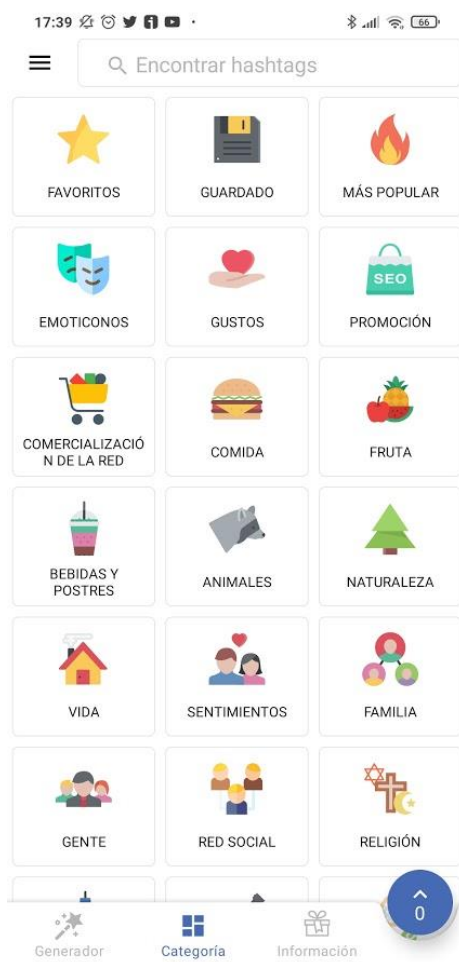 17:39
66
Encontrar hashtags
FAVORITOS
GUARDADO
MÁS POPULAR
EMOTICONOS
GUSTOS
SEO
PROMOCIÓN
COMERCIALIZACIÓ
N DE LA RED
COMIDA
FRUTA
BEBIDAS Y
POSTRES
ANIMALES
NATURALEZA
VIDA
SENTIMIENTOS
FAMILIA
GENTE
RED SOCIAL
RELIGIÓN
0
Generador
Categoría
Información